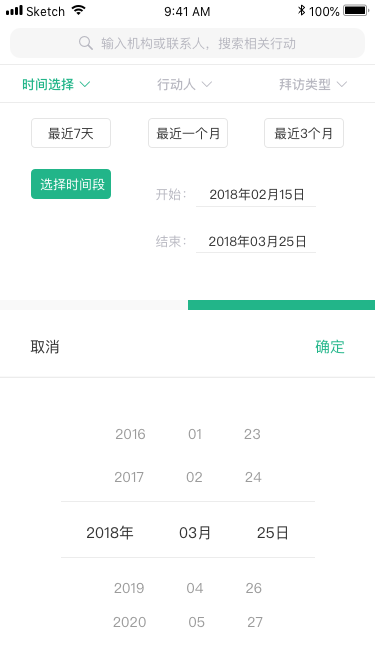 Sketch 9:41 AM 100%
输入机构或联系人，搜索相关行动
时间选择 行动人 拜访类型
最近7天 最近一个月 最近3个月
选择时间段
开始： 2018年02月15日
结束： 2018年03月25日
取消 确定
2016 01 23
2017 02 24
2018年 03月 25日
2019 04 26
2020 05 27